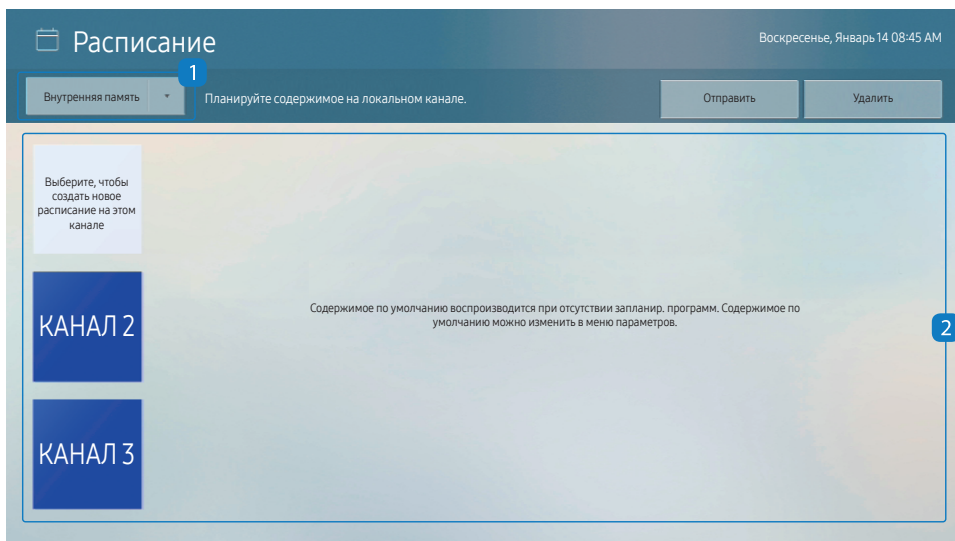 Расписание
Воскресенье, Январь 14 08:45 AM
1
Внутренняя память
Планируйте содержимое на локальном канале.
Отправить
Удалить
Выберите, чтобы
создать новое
расписание на этом
канале
КАНАЛ 2
КАНАЛ 3
Содержимое по умолчанию воспроизводится при отсутствии запланир. программ. Содержимое по
умолчанию можно изменить в меню параметров.
2